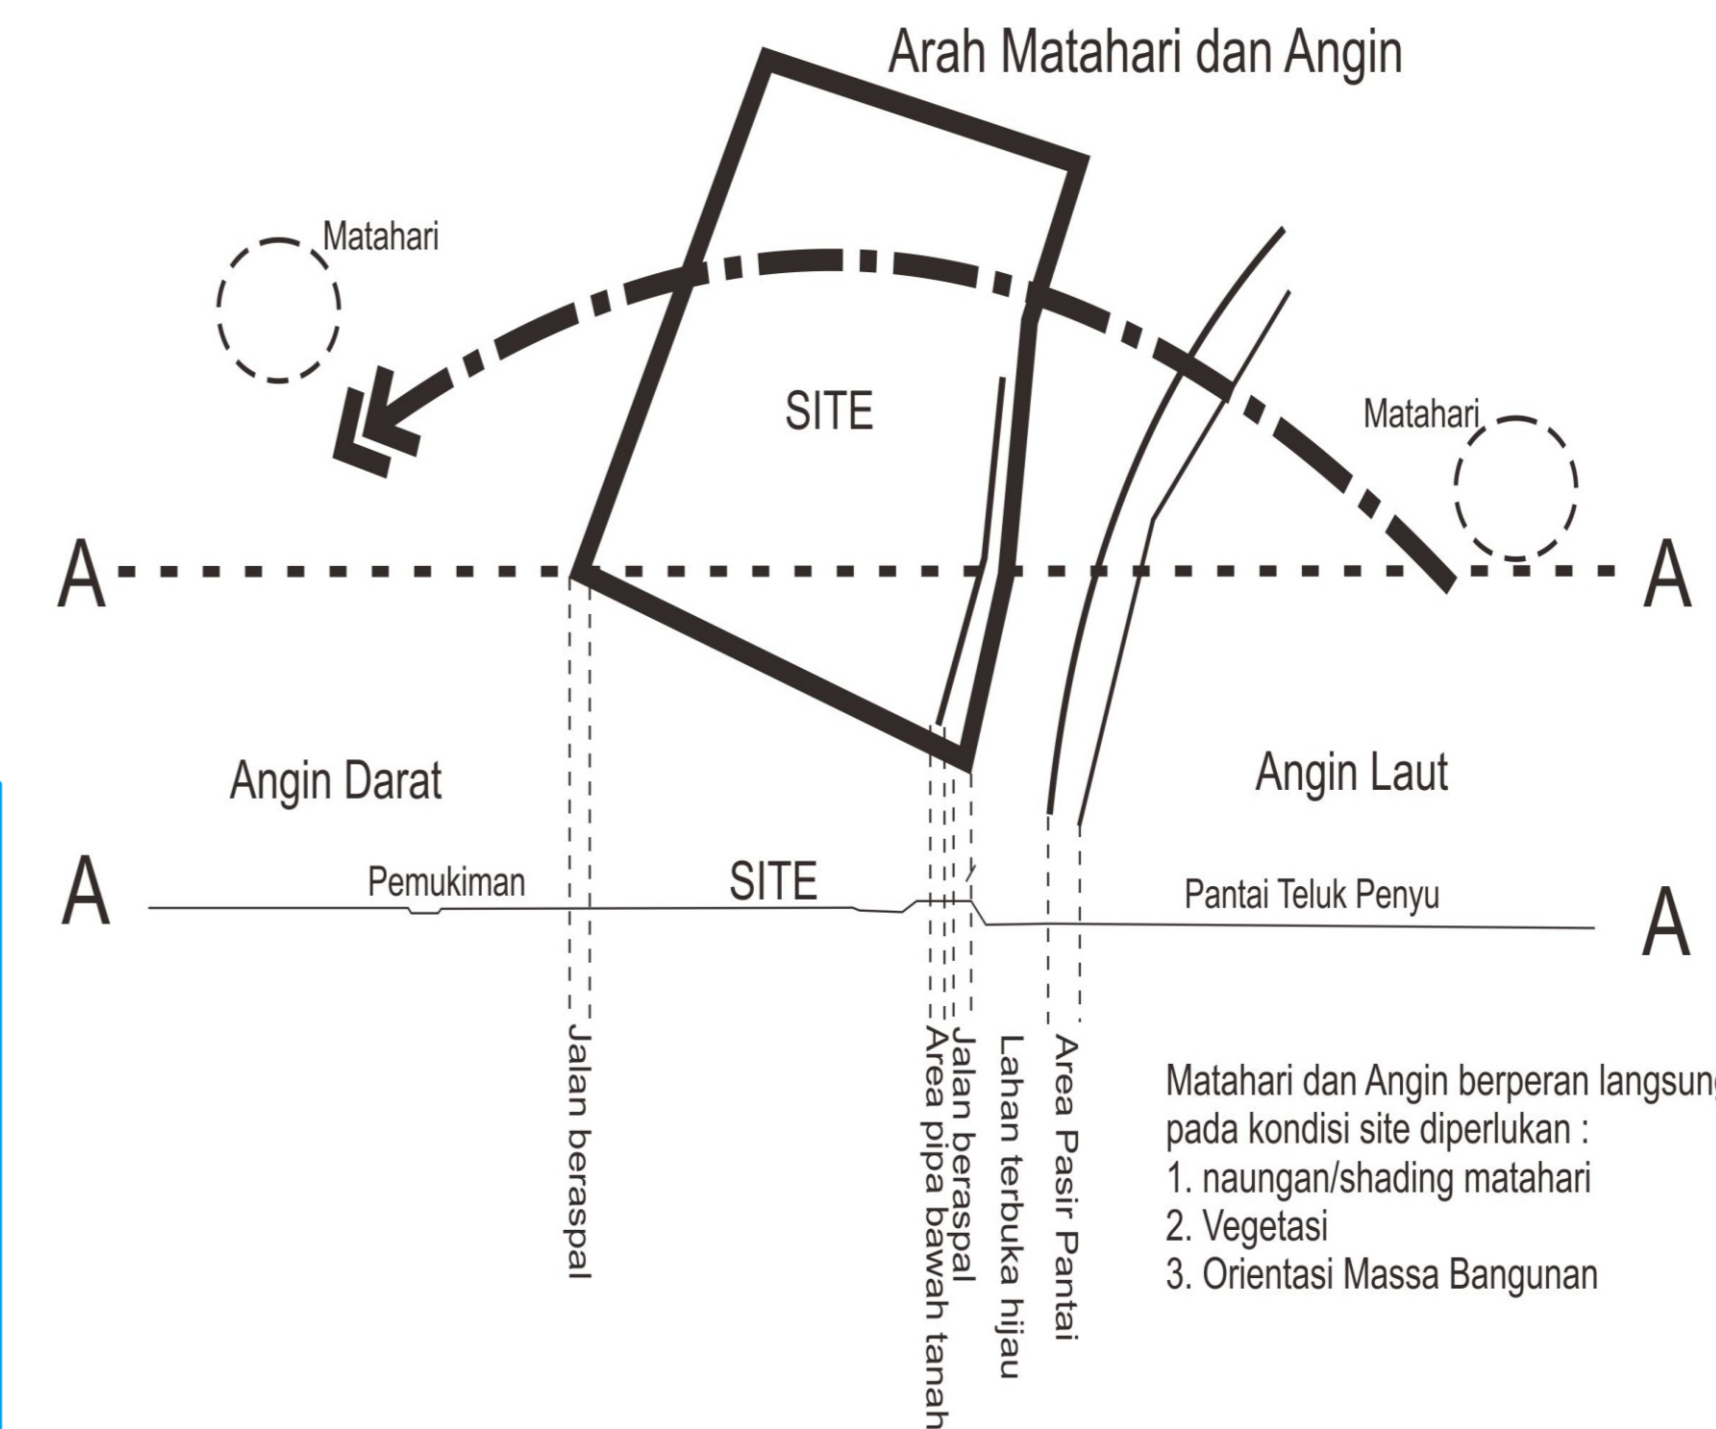 Arah Matahari dan Angin
Matahari
SITE
Matahari
A
A
Angin Darat
Angin Laut
A
Pemukiman
SITE
Pantai Teluk Penyu
A
Jalan beraspal
Area pipa bawah tanah
Jalan beraspal
Lahan terbuka hijau
Area Pasir Pantai
Matahari dan Angin berperan langsung
pada kondisi site diperlukan :
1. naungan/shading matahari
2. Vegetasi
3. Orientasi Massa Bangunan